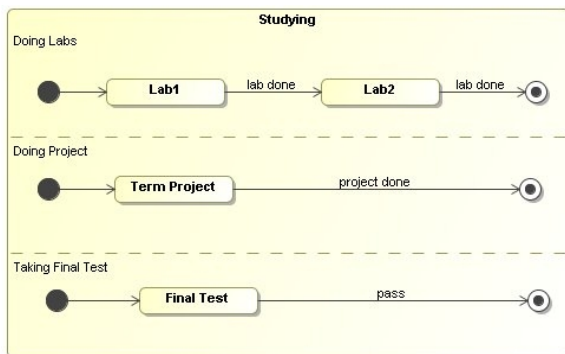 Studying
Doing Labs
Lab1 lab done Lab2 lab done
Doing Project
Term Project project done
Taking Final Test
Final Test pass